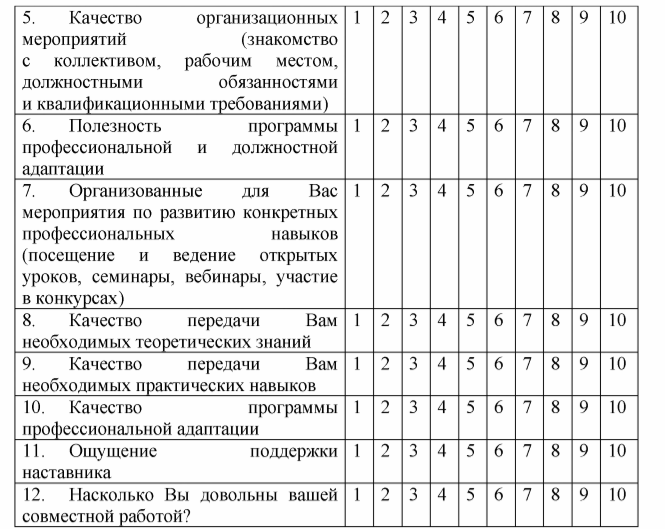 5. Качество организационных 1 2 3 4 5 6 7 8 9 10
мероприятий (знакомство
с коллективом, рабочим местом,
должностными обязанностями
и квалификационными требованиями)
6. Полезность программы 1 2 3 4 5 6 7 8 9 10
профессиональной и должностной
адаптации
7. Организованные для Вас 1 2 3 4 5 6 7 8 9 10
мероприятия по развитию конкретных
профессиональных навыков
(посещение и ведение открытых
уроков, семинары, вебинары, участие
в конкурсах)
8. Качество передачи Вам 1 2 3 4 5 6 7 8 9 10
необходимых теоретических знаний
9. Качество передачи Вам 1 2 3 4 5 6 7 8 9 10
необходимых практических навыков
10. Качество программы 1 2 3 4 5 6 7 8 9 10
профессиональной адаптации
11. Ощущение поддержки 1 2 3 4 5 6 7 8 9 10
наставника
12. Насколько Вы довольны вашей 1 2 3 4 5 6 7 8 9 10
совместной работой?